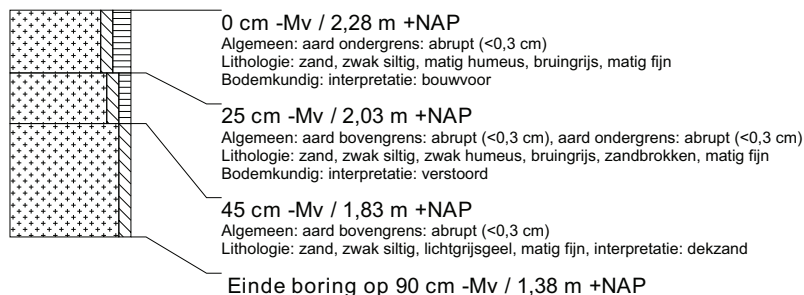 0 cm -Mv / 2,28 m +NAP
Algemeen: aard ondergrens: abrupt (<0,3 cm)
Lithologie: zand, zwak siltig, matig humeus, bruingrijs, matig fijn
Bodemkundig: interpretatie: bouwvoor
25 cm -Mv / 2,03 m +NAP
Algemeen: aard bovengrens: abrupt (<0,3 cm), aard ondergrens: abrupt (<0,3 cm)
Lithologie: zand, zwak siltig, zwak humeus, bruingrijs, zandbrokken, matig fijn
Bodemkundig: interpretatie: verstoord
45 cm -Mv / 1,83 m +NAP
Algemeen: aard bovengrens: abrupt (<0,3 cm)
Lithologie: zand, zwak siltig, lichtgrijsgeel, matig fijn, interpretatie: dekzand
Einde boring op 90 cm -Mv / 1,38 m +NAP